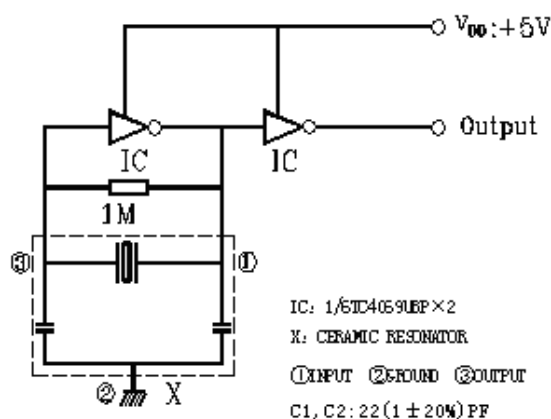 V_DD:+5V
Output
IC
IC
1M
③
①
② X
IC: 1/6TC4069UBP×2
X: CERAMIC RESONATOR
①INPUT ②GROUND ③OUTPUT
C1, C2: 22(1±20%)PF